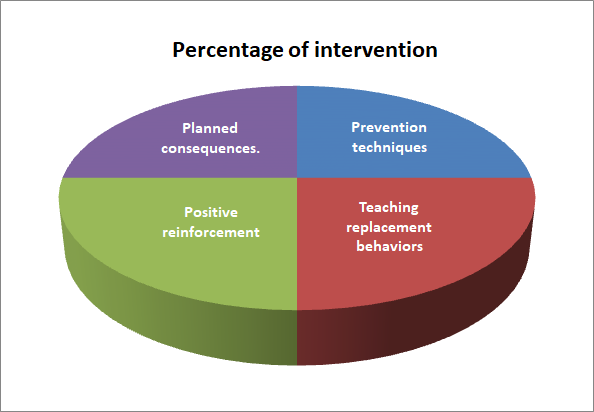 Percentage of intervention
Planned
consequences.
Prevention
techniques
Positive
reinforcement
Teaching
replacement
behaviors